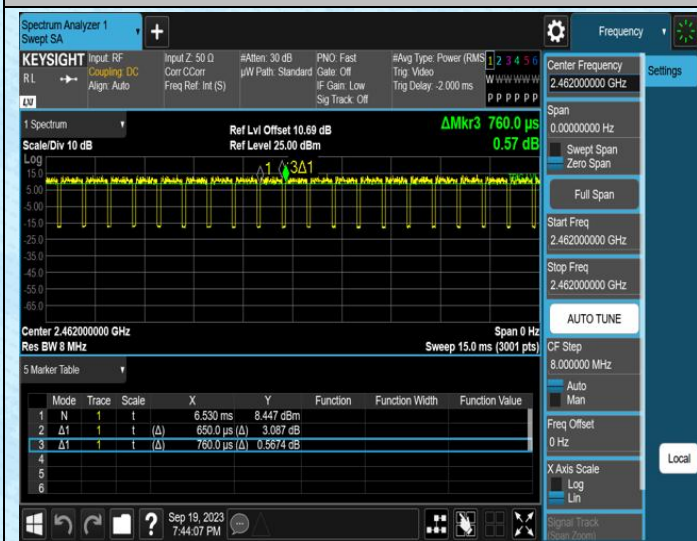 Spectrum Analyzer 1
Swept SA
+
Frequency
KEYSIGHT
RL
LXI
Input: RF
Coupling: DC
Align: Auto
Input Z: 50 Ω
Corr CCorr
Freq Ref: Int (S)
#Atten: 30 dB
µW Path: Standard
PNO: Fast
Gate: Off
IF Gain: Low
Sig Track: Off
#Avg Type: Power (RMS
Trig: Video
Trig Delay: -2.000 ms
1 2 3 4 5 6
W W W W W W
P P P P P P
1 Spectrum
Scale/Div 10 dB
Ref Lvl Offset 10.69 dB
Ref Level 25.00 dBm
ΔMkr3 760.0 µs
0.57 dB
Log
15.0
5.00
-5.00
-15.0
-25.0
-35.0
-45.0
-55.0
-65.0
1
3Δ1
Center 2.462000000 GHz
Res BW 8 MHz
Span 0 Hz
Sweep 15.0 ms (3001 pts)
5 Marker Table
Mode Trace Scale X Y Function Function Width Function Value
1 N 1 t 6.530 ms 8.447 dBm
2 Δ1 1 t (Δ) 650.0 µs (Δ) 3.087 dB
3 Δ1 1 t (Δ) 760.0 µs (Δ) 0.5674 dB
4
5
6
?
Sep 19, 2023
7:44:07 PM
Center Frequency
2.462000000 GHz
Span
0.00000000 Hz
Swept Span
Zero Span
Full Span
Start Freq
2.462000000 GHz
Stop Freq
2.462000000 GHz
AUTO TUNE
CF Step
8.000000 MHz
Auto
Man
Freq Offset
0 Hz
X Axis Scale
Log
Lin
Signal Track
(Span Zoom)
Settings
Local